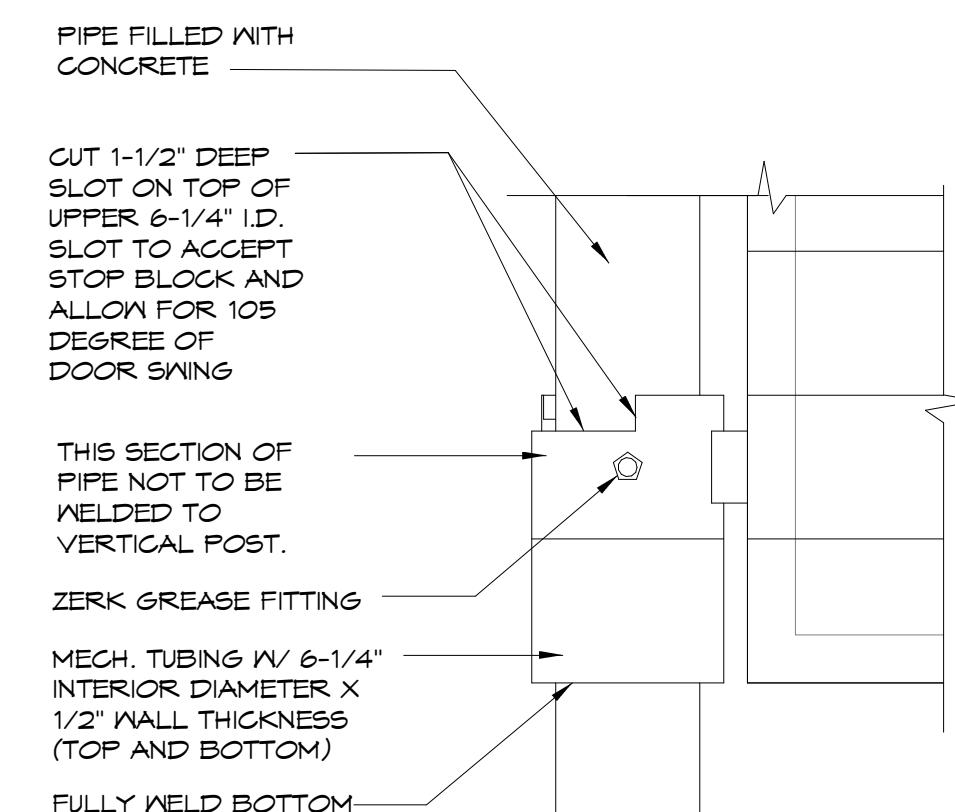 PIPE FILLED WITH
CONCRETE
CUT 1-1/2" DEEP
SLOT ON TOP OF
UPPER 6-1/4" I.D.
SLOT TO ACCEPT
STOP BLOCK AND
ALLOW FOR 105
DEGREE OF
DOOR SWING
THIS SECTION OF
PIPE NOT TO BE
WELDED TO
VERTICAL POST.
ZERK GREASE FITTING
MECH. TUBING W/ 6-1/4"
INTERIOR DIAMETER X
1/2" WALL THICKNESS
(TOP AND BOTTOM)
FULLY WELD BOTTOM